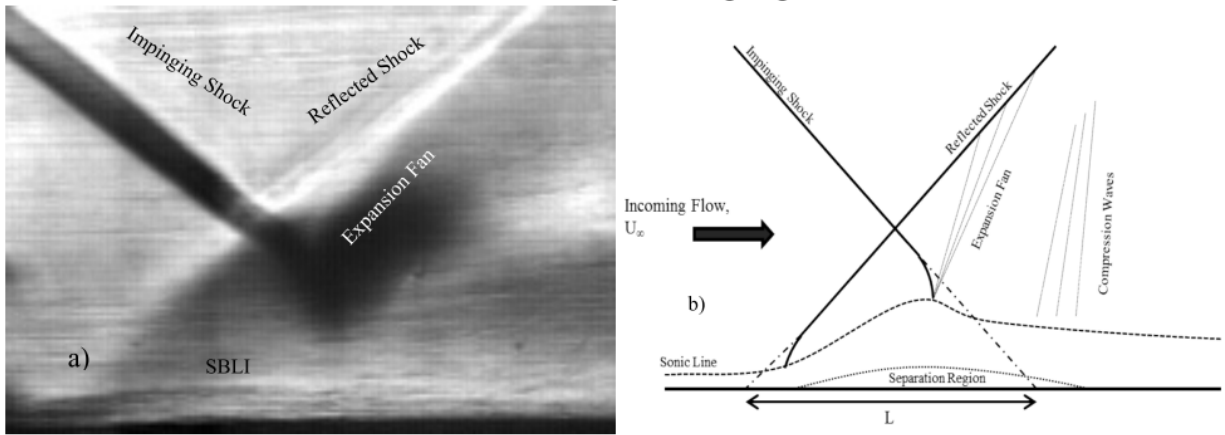 Impinging Shock
Reflected Shock
Expansion Fan
a)
SBLI
Impinging Shock
Reflected Shock
Expansion Fan
Compression Waves
Incoming Flow,
U∞
b)
Sonic Line
Separation Region
L